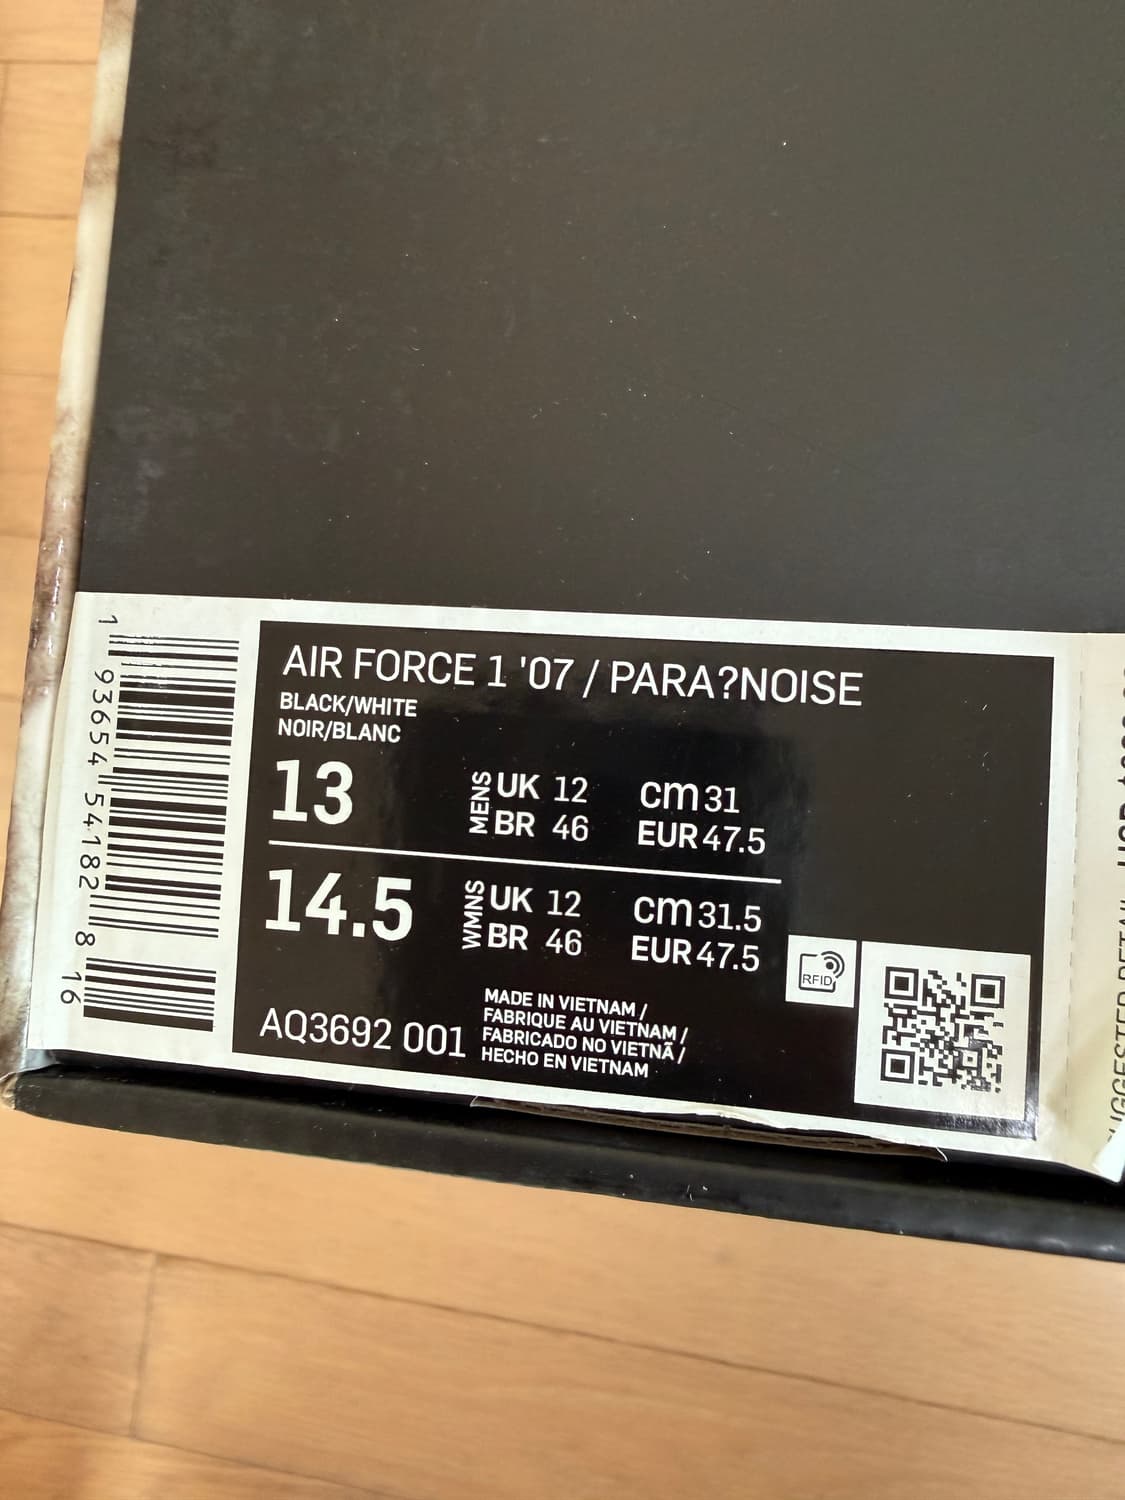 AIR FORCE 1 '07 / PARA?NOISE
BLACK/WHITE
NOIR/BLANC
13 MENS UK 12 cm 31
BR 46 EUR 47.5
14.5 WMNS UK 12 cm 31.5
BR 46 EUR 47.5
RFID
AQ3692 001
MADE IN VIETNAM /
FABRIQUE AU VIETNAM /
FABRICADO NO VIETNÃ /
HECHO EN VIETNAM
1 93654 54182 8 16